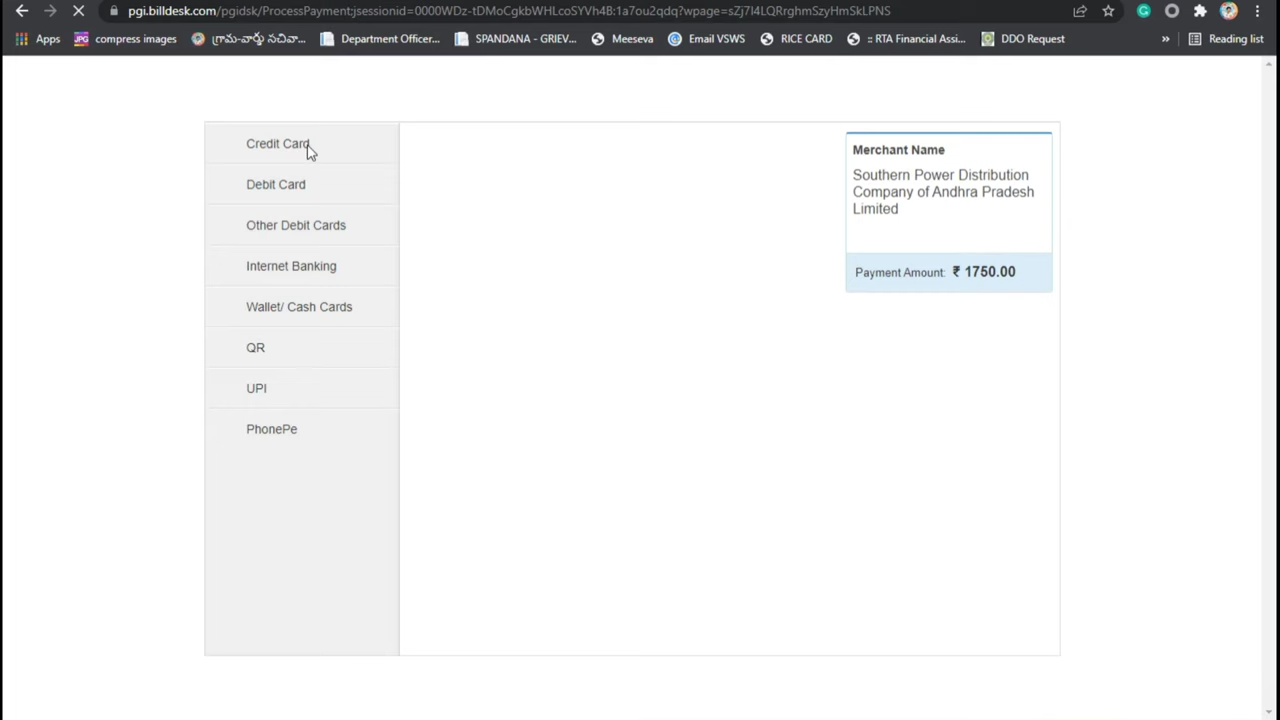 pgi.billdesk.com/pgidsk/ProcessPayment;jsessionid=0000WDz-tDMoCgkbWHLcoSYVh4B:1a7ou2qdq?wpage=sZj7I4LQRrghmSzyHmSkLPNS
Apps JPG compress images గ్రామ-వార్డు సచివా... Department Officer... SPANDANA - GRIEV... Meeseva Email SWS RICE CARD :: RTA Financial Assi... DDO Request » Reading list
Credit Card
Debit Card
Other Debit Cards
Internet Banking
Wallet/ Cash Cards
QR
UPI
PhonePe
Merchant Name
Southern Power Distribution
Company of Andhra Pradesh
Limited
Payment Amount: ₹ 1750.00